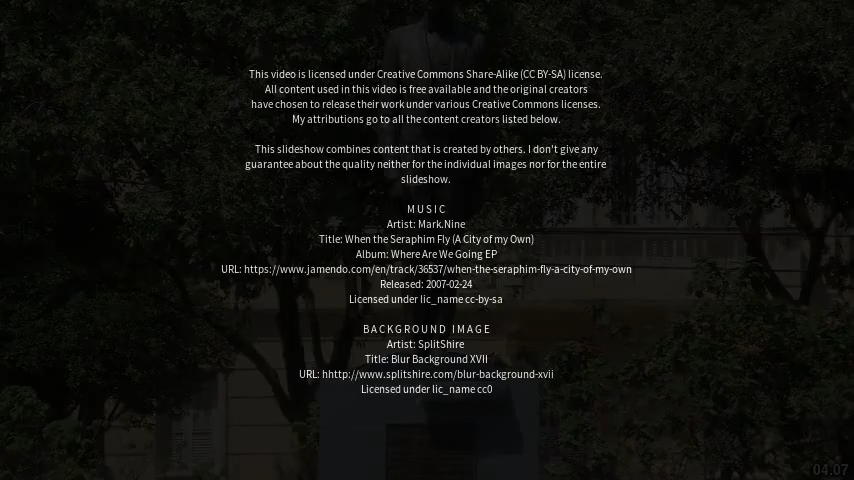 This video is licensed under Creative Commons Share-Alike (CC BY-SA) license.
All content used in this video is free available and the original creators
have chosen to release their work under various Creative Commons licenses.
My attributions go to all the content creators listed below.
This slideshow combines content that is created by others. I don't give any
guarantee about the quality neither for the individual images nor for the entire
slideshow.
MUSIC
Artist: Mark.Nine
Title: When the Seraphim Fly (A City of my Own)
Album: Where Are We Going EP
URL: https://www.jamendo.com/en/track/36537/when-the-seraphim-fly-a-city-of-my-own
Released: 2007-02-24
Licensed under lic_name cc-by-sa
BACKGROUND IMAGE
Artist: SplitShire
Title: Blur Background XVII
URL: hhttp://www.splitshire.com/blur-background-xvii
Licensed under lic_name cc0
04.07